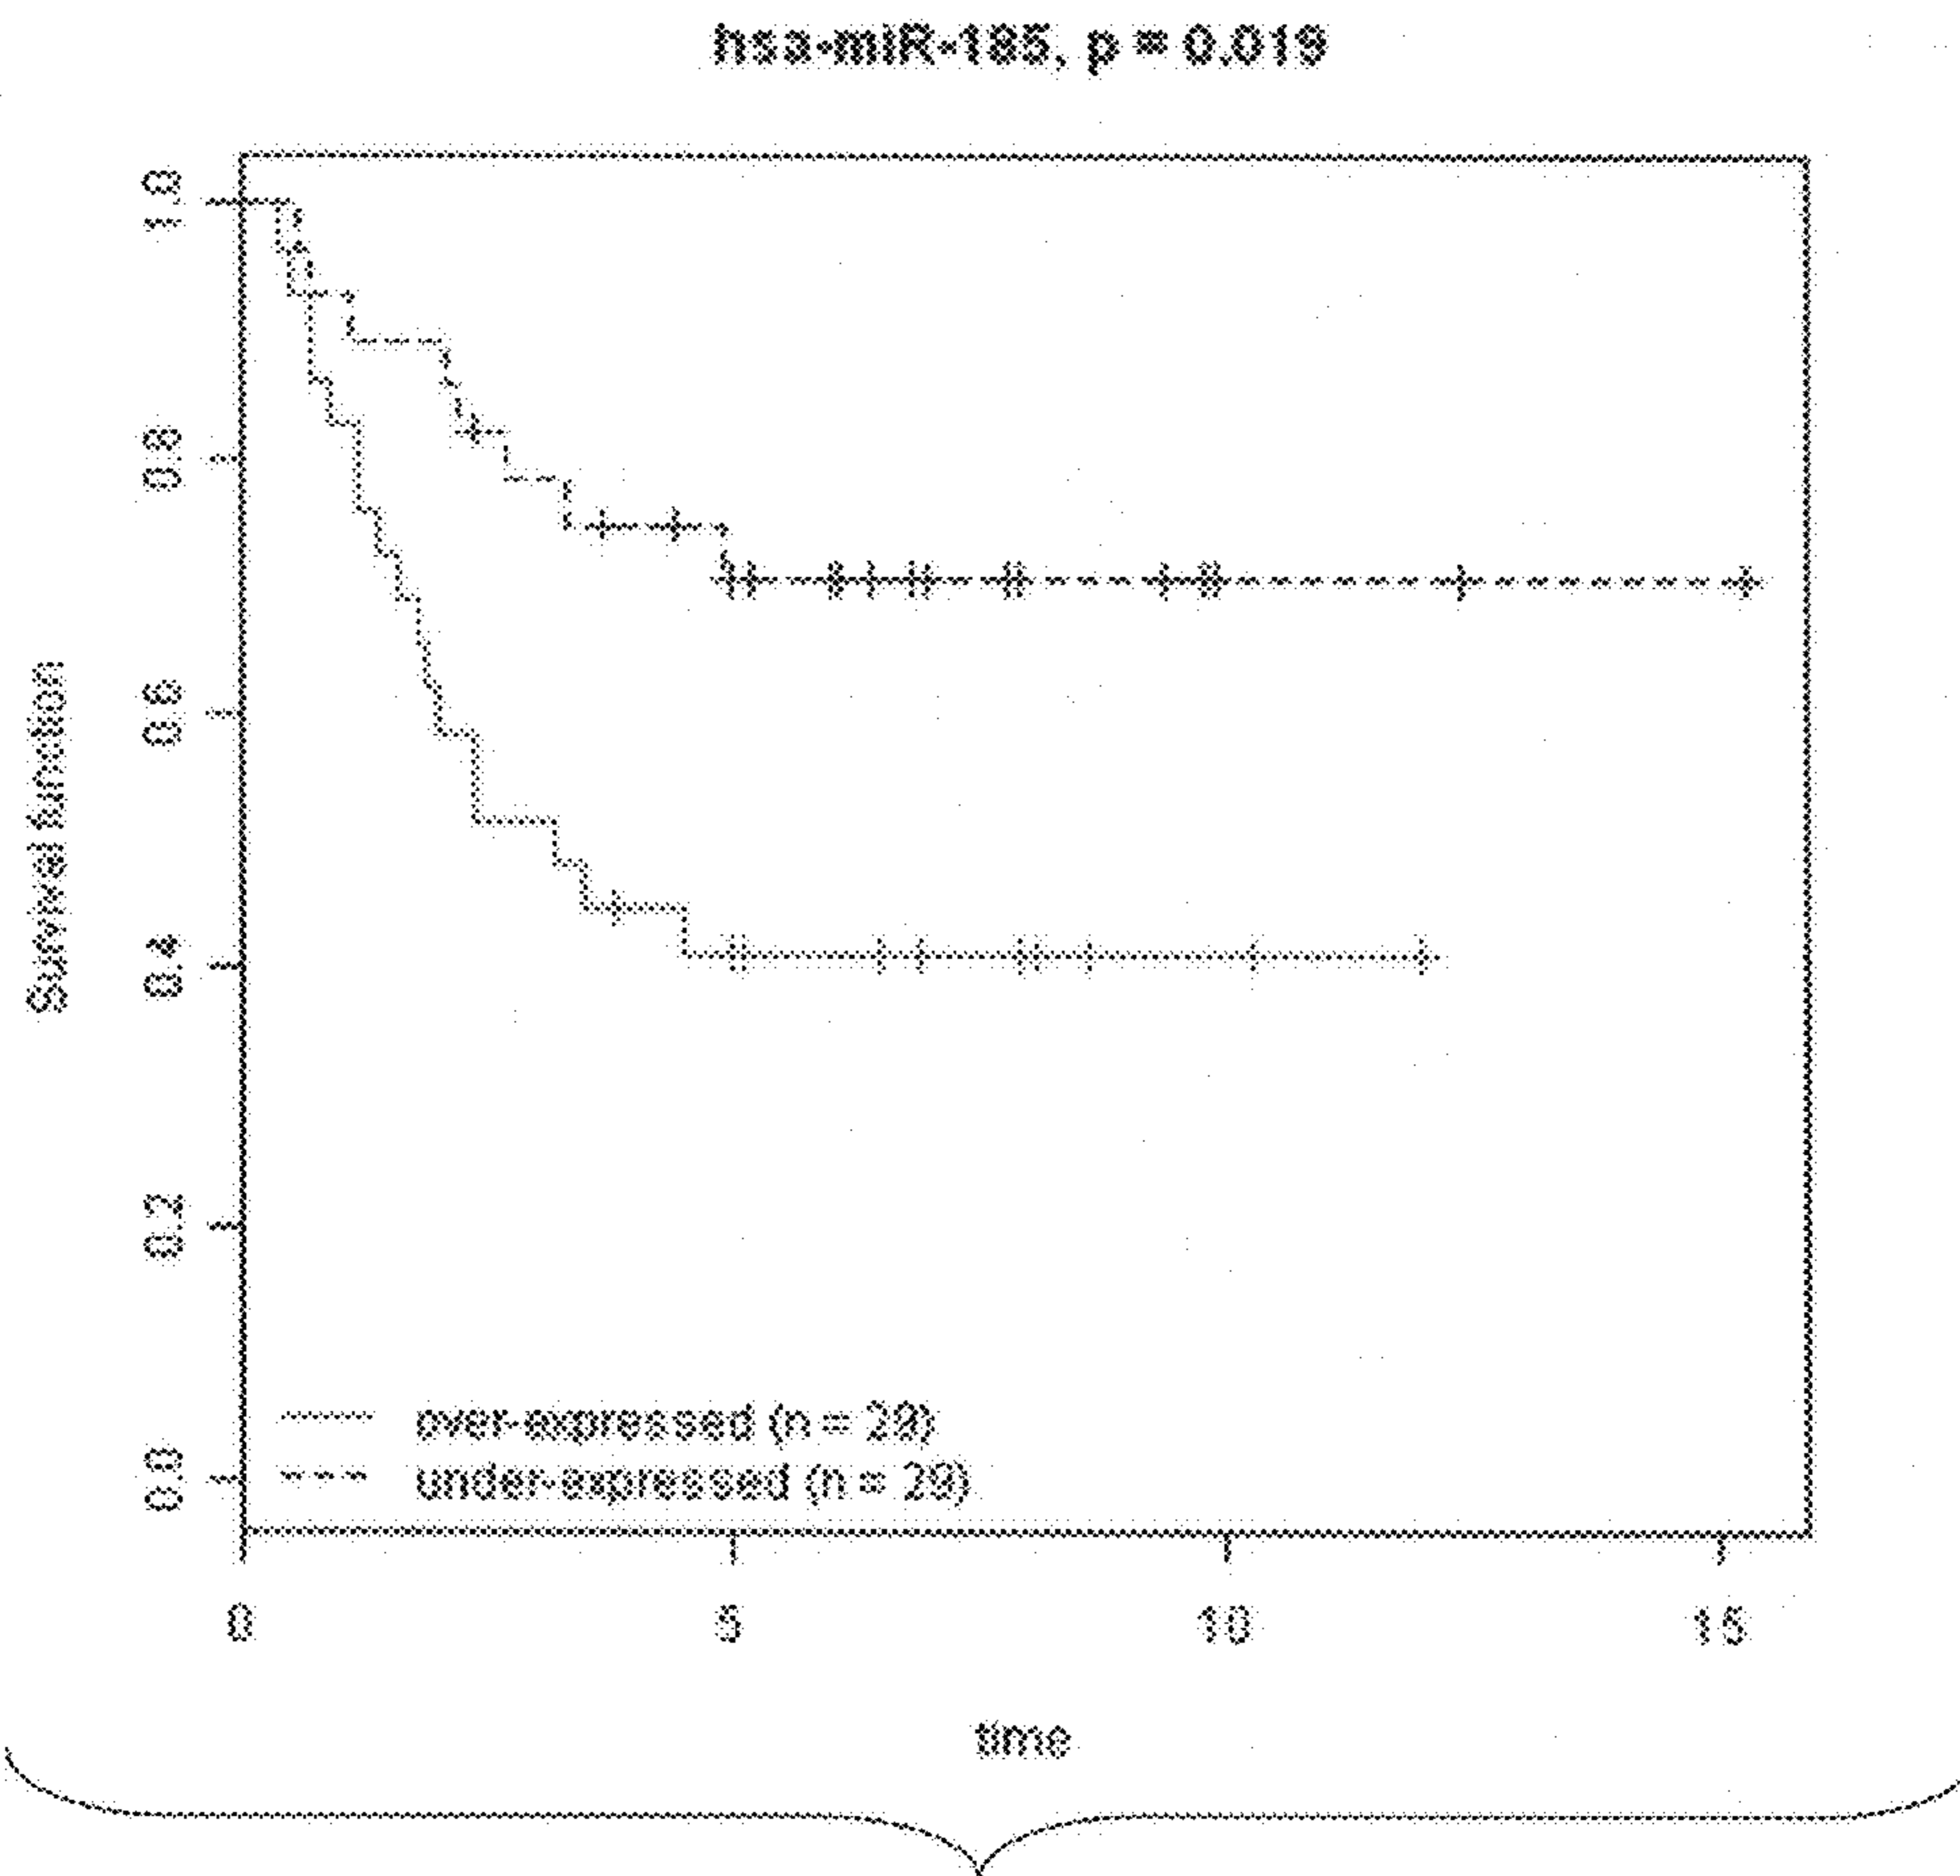 hsa-miR-185, p = 0.019
Survival function
1.0
0.8
0.6
0.4
0.2
0.0
over-expressed (n = 29)
under-expressed (n = 29)
0 5 10 15
time